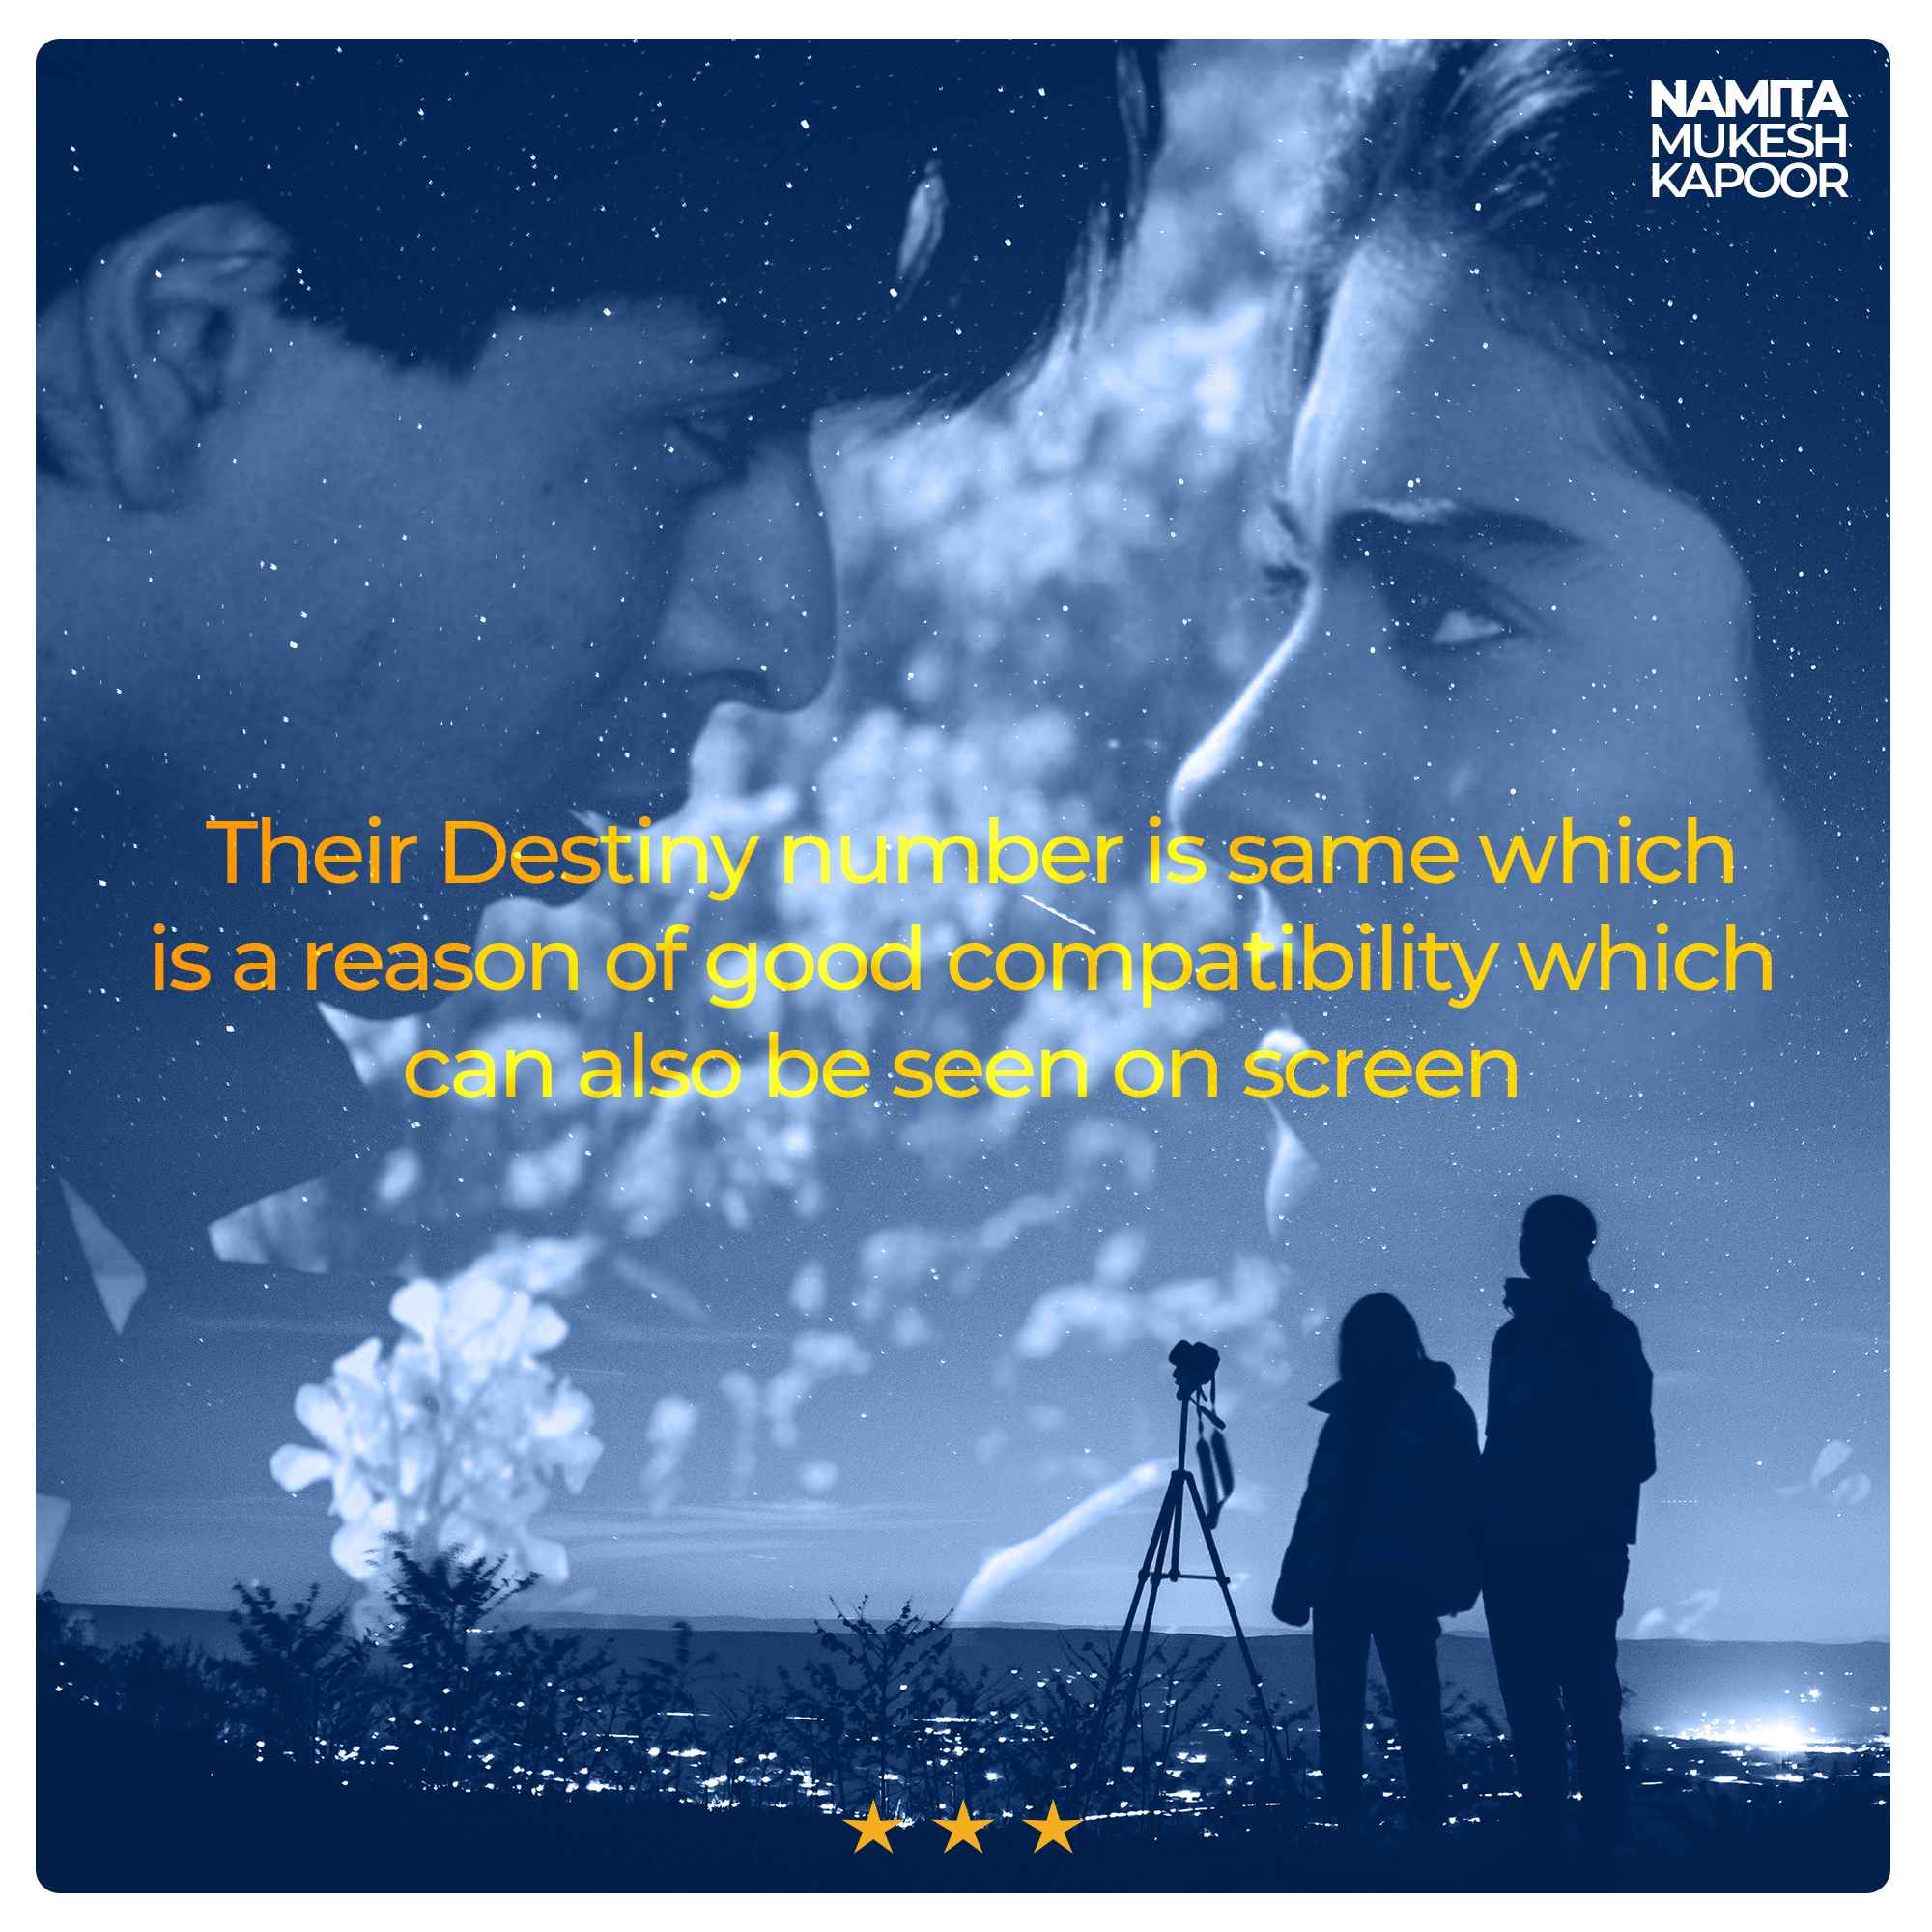 NAMITA
MUKESH
KAPOOR
Their Destiny number is same which
is a reason of good compatibility which
can also be seen on screen